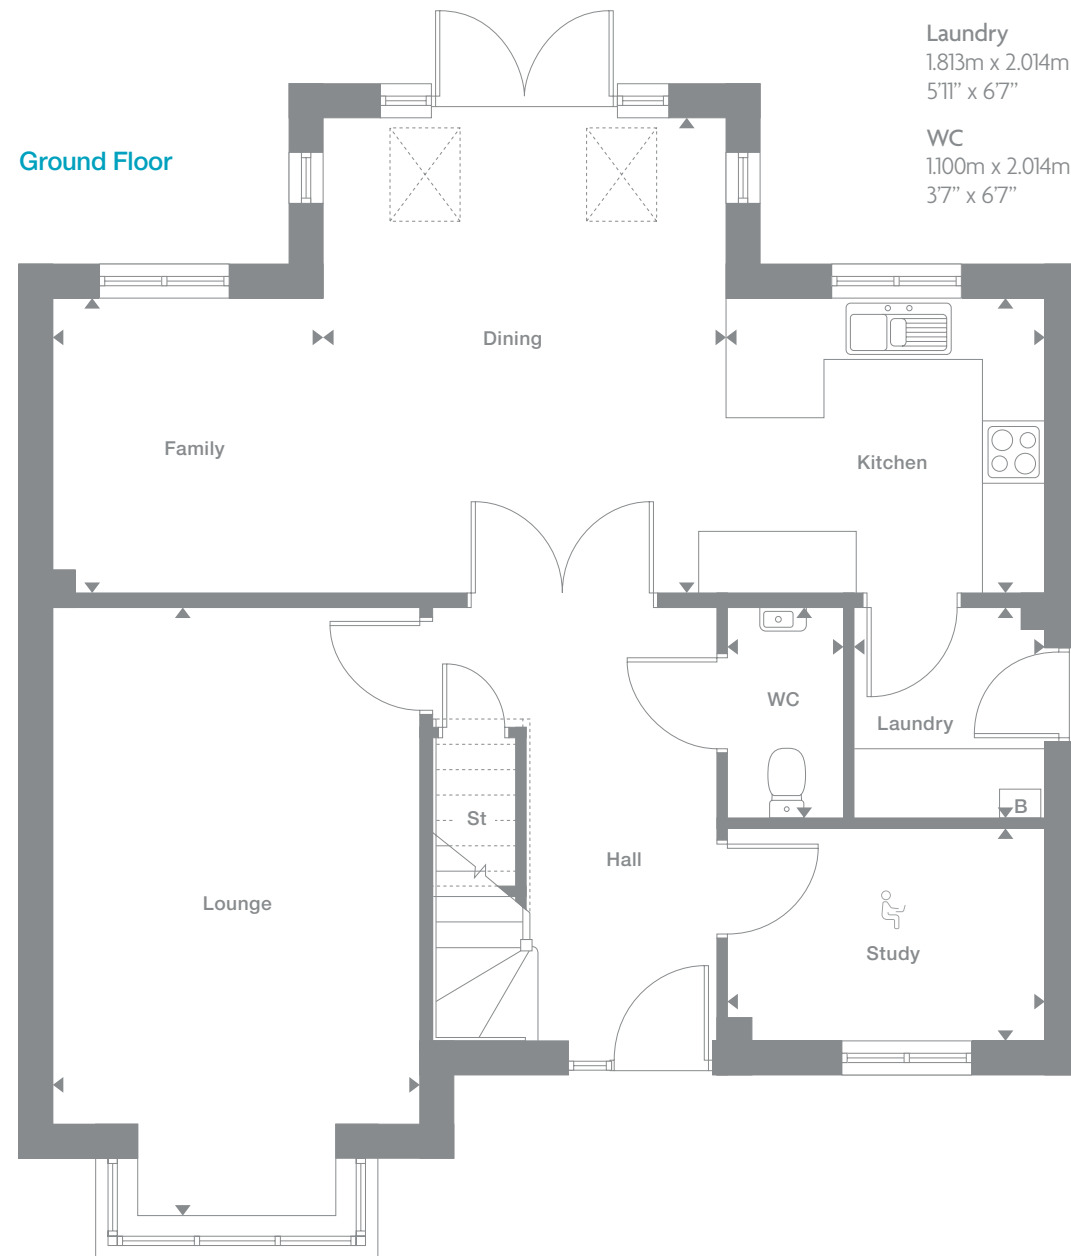 Laundry
1.813m x 2.014m
5'11” x 6'7”
WC
1.100m x 2.014m
3'7” x 6'7”
Ground Floor
Dining
Family
Kitchen
WC
Laundry
B
St
Hall
Lounge
Study